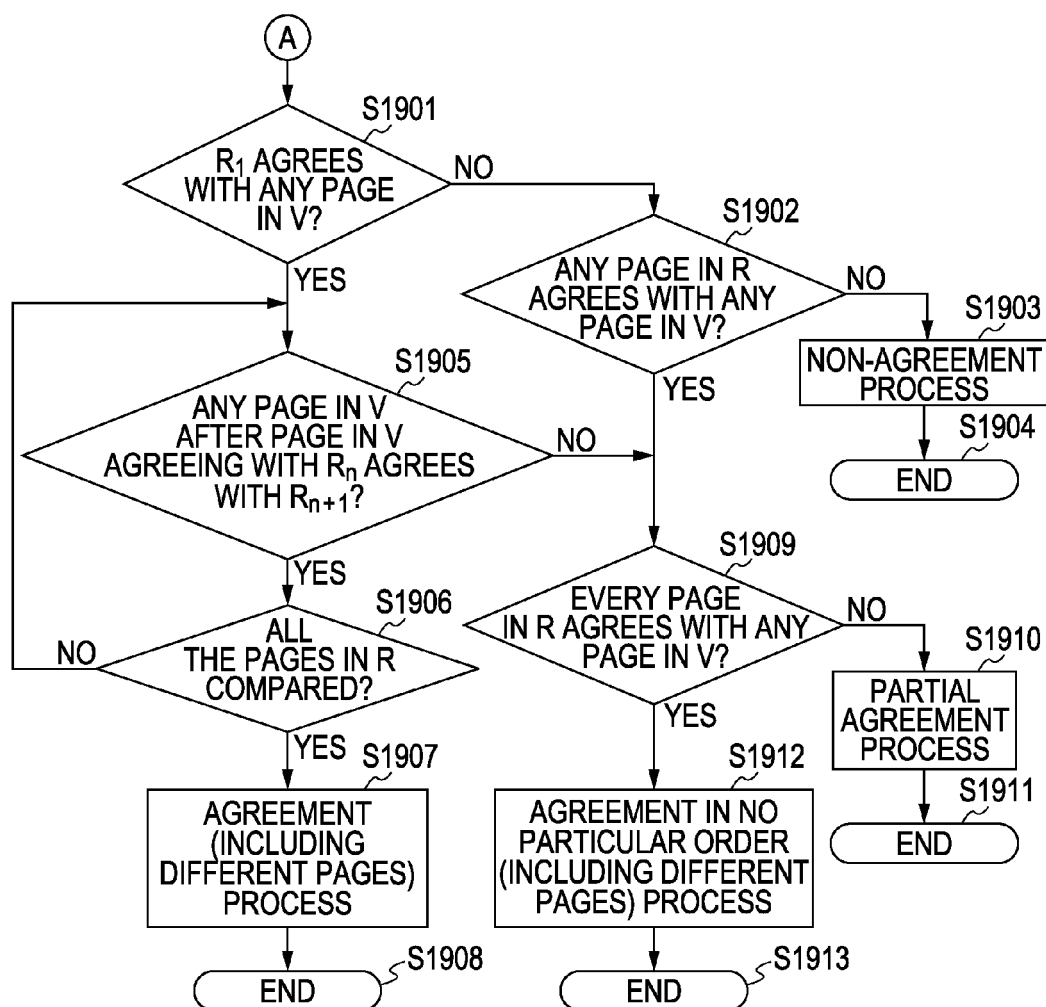 A
S1901
R1 AGREES
WITH ANY PAGE
IN V?
NO
YES
S1902
ANY PAGE IN R
AGREES WITH ANY
PAGE IN V?
NO
YES
S1903
NON-AGREEMENT
PROCESS
S1904
END
S1905
ANY PAGE IN V
AFTER PAGE IN V
AGREEING WITH Rn AGREES
WITH Rn+1?
NO
YES
S1906
ALL
THE PAGES IN R
COMPARED?
NO
YES
S1907
AGREEMENT
(INCLUDING
DIFFERENT PAGES)
PROCESS
S1908
END
S1909
EVERY PAGE
IN R AGREES WITH ANY
PAGE IN V?
NO
YES
S1910
PARTIAL
AGREEMENT
PROCESS
S1911
END
S1912
AGREEMENT IN NO
PARTICULAR ORDER
(INCLUDING DIFFERENT
PAGES) PROCESS
S1913
END